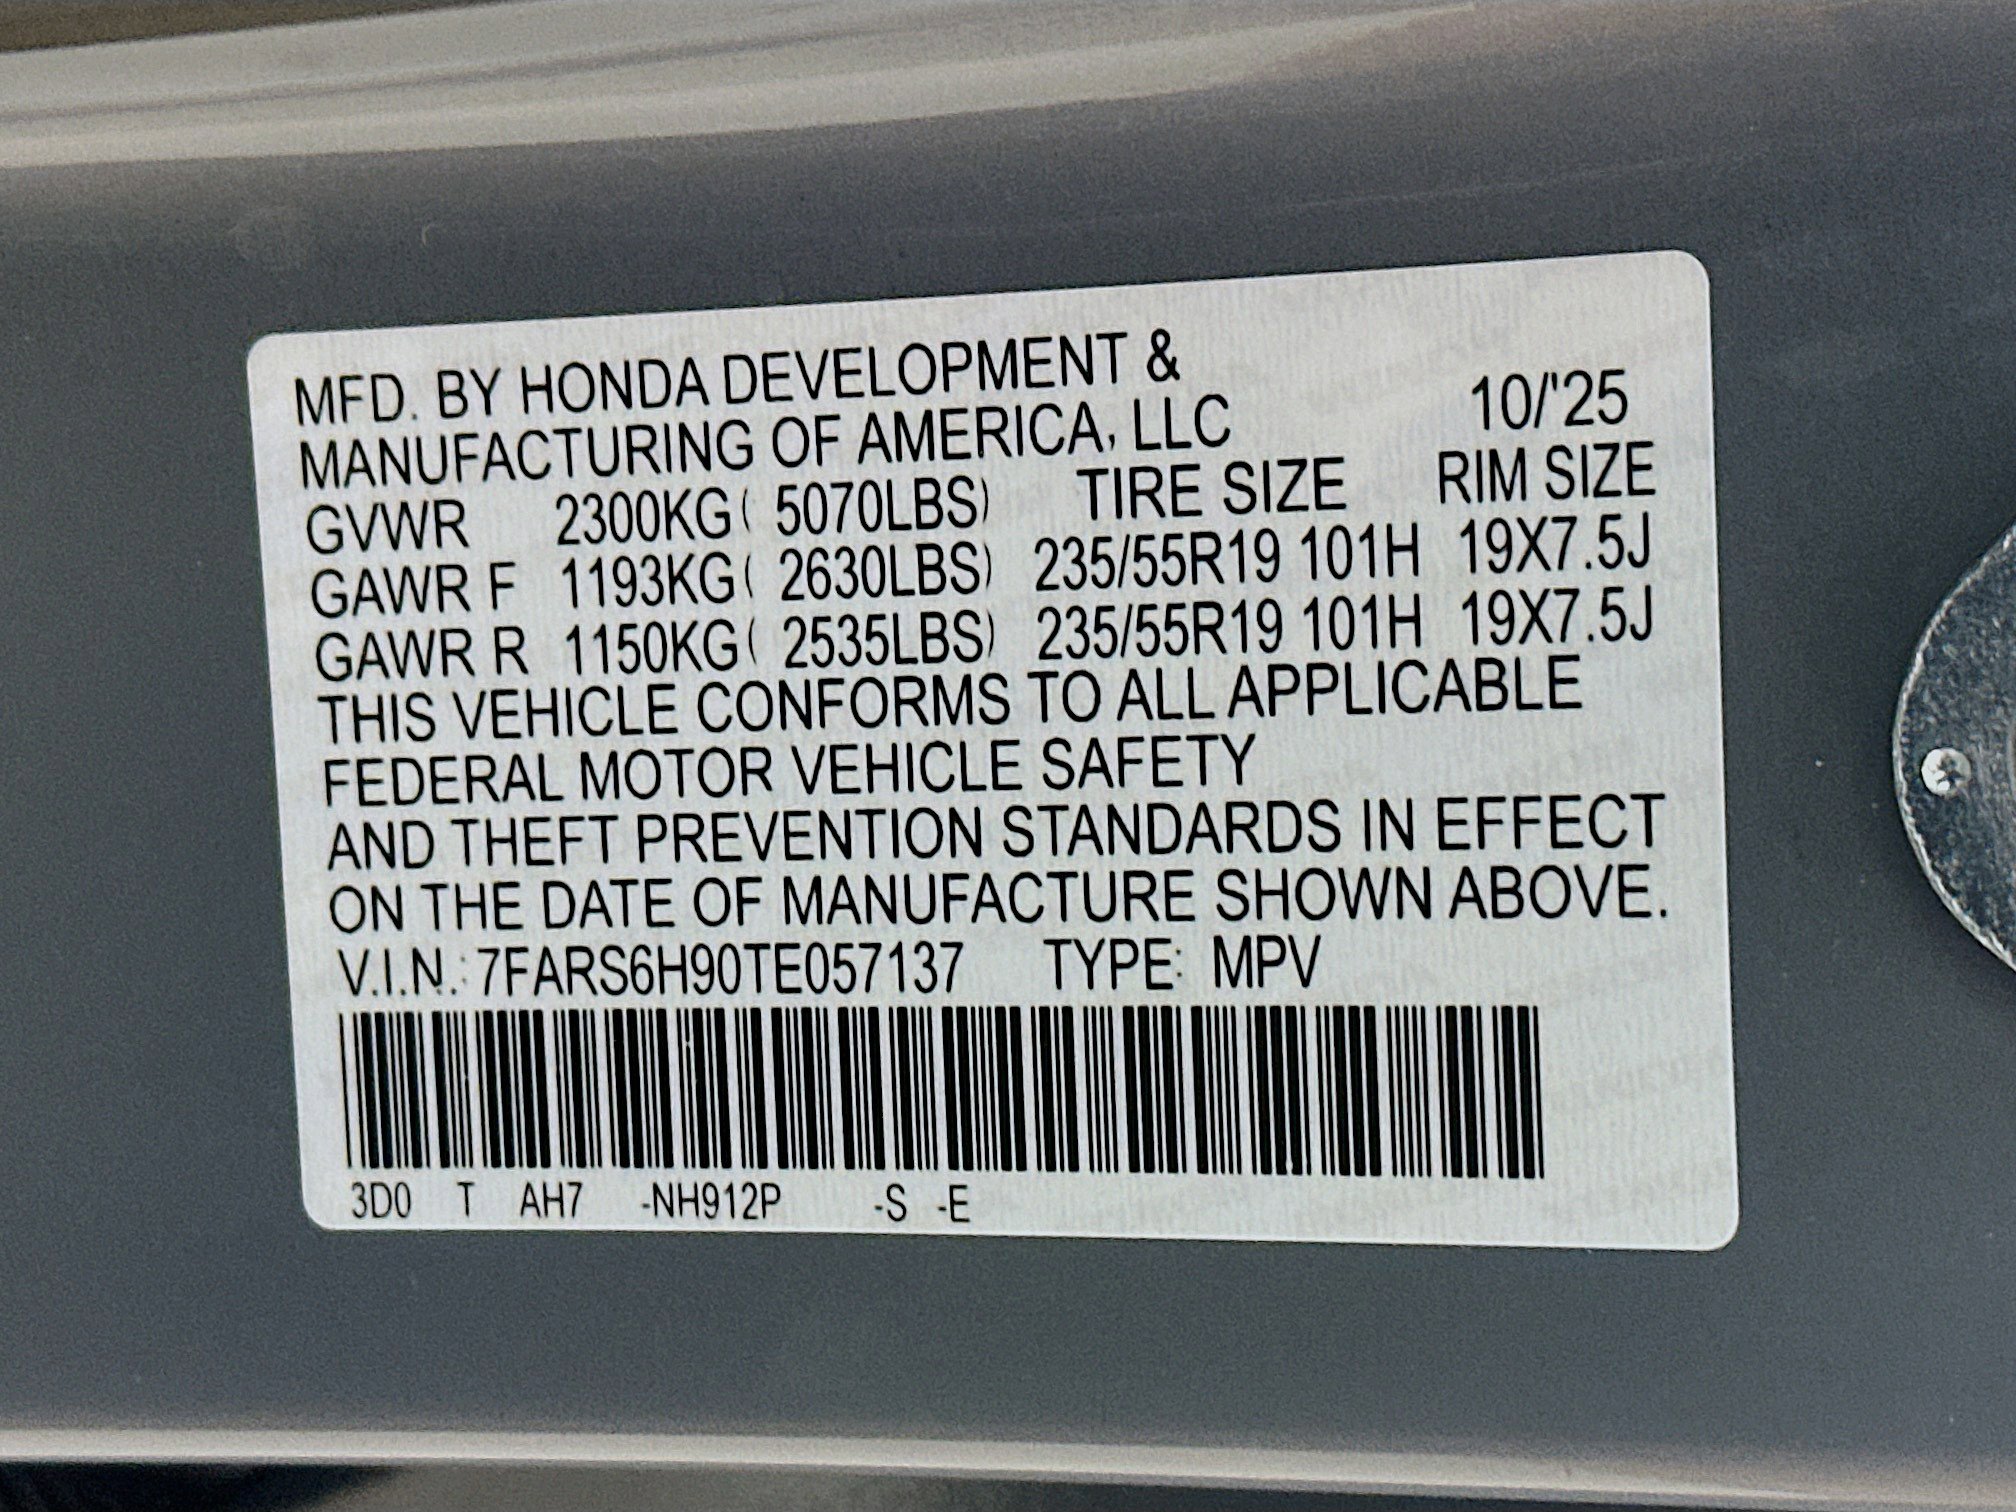 MFD. BY HONDA DEVELOPMENT &
MANUFACTURING OF AMERICA, LLC 10/'25
GVWR 2300KG( 5070LBS) TIRE SIZE RIM SIZE
GAWR F 1193KG( 2630LBS) 235/55R19 101H 19X7.5J
GAWR R 1150KG( 2535LBS) 235/55R19 101H 19X7.5J
THIS VEHICLE CONFORMS TO ALL APPLICABLE
FEDERAL MOTOR VEHICLE SAFETY
AND THEFT PREVENTION STANDARDS IN EFFECT
ON THE DATE OF MANUFACTURE SHOWN ABOVE.
V.I.N.: 7FARS6H90TE057137 TYPE: MPV
3D0 T AH7 -NH912P -S -E